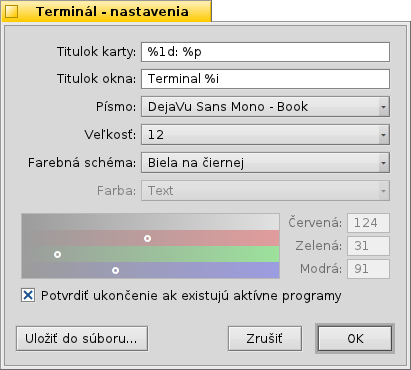 Terminál - nastavenia
Titulok karty: %1d: %p
Titulok okna: Terminal %i
Písmo: DejaVu Sans Mono - Book
Veľkosť: 12
Farebná schéma: Biela na čiernej
Farba: Text
Červená: 124
Zelená: 31
Modrá: 91
Potvrdiť ukončenie ak existujú aktívne programy
Uložiť do súboru... Zrušiť OK